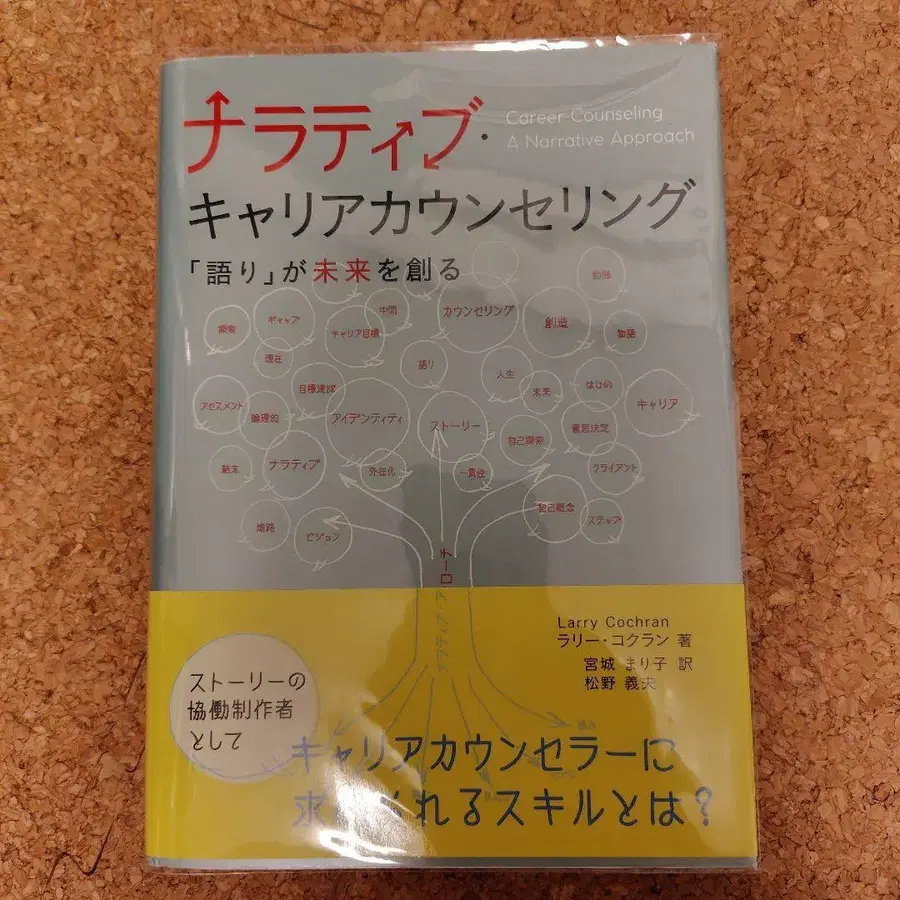 ナラティブ・
Career Counseling
A Narrative Approach
キャリアカウンセリング
「語り」が未来を創る
動機
カウンセリング
中間
ギャップ
探索
キャリア目標
創造
物語
現在
語り
人生
未来
はじめ
目標達成
アセスメント
論理的
アイデンティティ
ストーリー
自己探索
意思決定
キャリア
結末
ナラティブ
外在化
一貫性
クライアント
自己概念
ステップ
岐路
ビジョン
ナラティブ・アプローチ
Larry Cochran
ラリー・コクラン 著
宮城 まり子 訳
松野 義夫
ストーリーの
協働制作者
として
キャリアカウンセラーに
れるスキルとは?